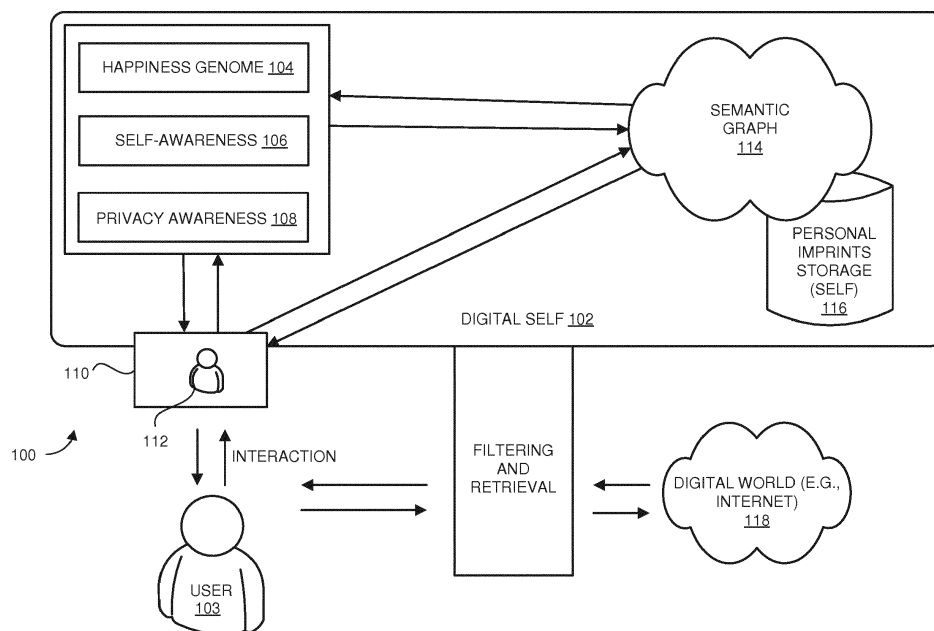 HAPPINESS GENOME 104
SELF-AWARENESS 106
PRIVACY AWARENESS 108
SEMANTIC
GRAPH
114
PERSONAL
IMPRINTS
STORAGE
(SELF)
116
DIGITAL SELF 102
110
112
100
INTERACTION
FILTERING
AND
RETRIEVAL
DIGITAL WORLD (E.G.,
INTERNET)
118
USER
103